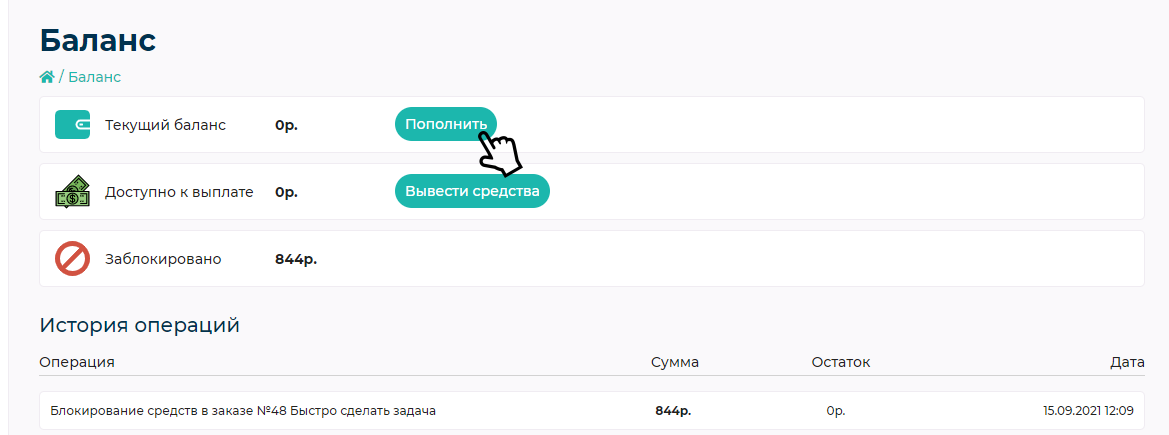 Баланс
/ Баланс
Текущий баланс 0р. Пополнить
Доступно к выплате 0р. Вывести средства
Заблокировано 844р.
История операций
Операция Сумма Остаток Дата
Блокирование средств в заказе №48 Быстро сделать задача 844р. 0р. 15.09.2021 12:09